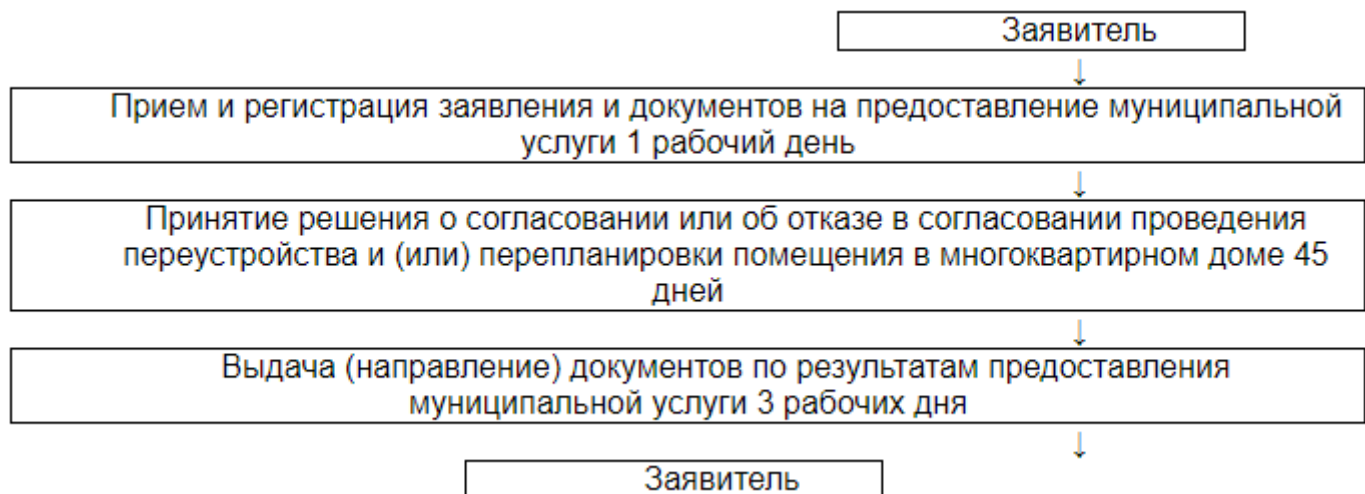 Заявитель
↓
Прием и регистрация заявления и документов на предоставление муниципальной
услуги 1 рабочий день
↓
Принятие решения о согласовании или об отказе в согласовании проведения
переустройства и (или) перепланировки помещения в многоквартирном доме 45
дней
↓
Выдача (направление) документов по результатам предоставления
муниципальной услуги 3 рабочих дня
↓
Заявитель